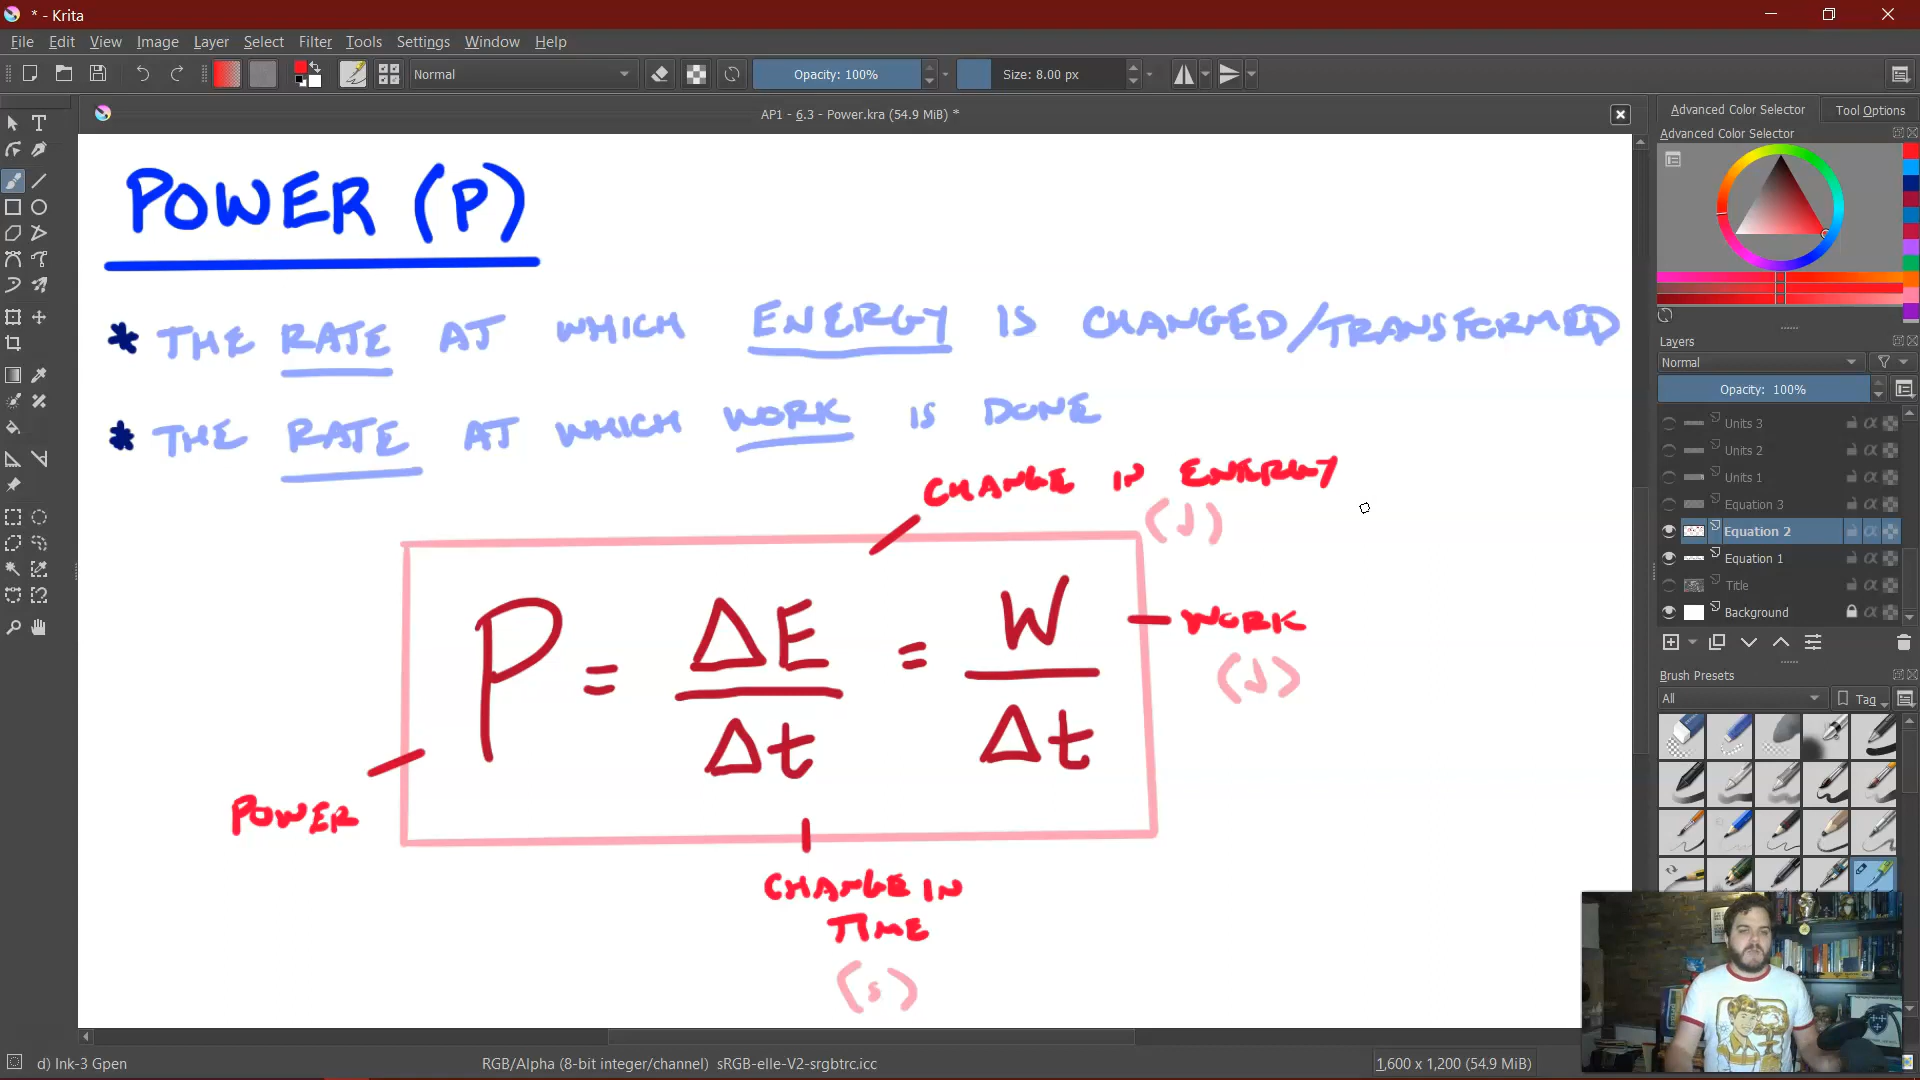 * - Krita
File Edit View Image Layer Select Filter Tools Settings Window Help
Normal
Opacity: 100%
Size: 8.00 px
AP1 - 6.3 - Power.kra (54.9 MiB) *
Advanced Color Selector
Tool Options
Advanced Color Selector
POWER (P)
* THE RATE AT WHICH ENERGY IS CHANGED/TRANSFORMED
* THE RATE AT WHICH WORK IS DONE
CHANGE IN ENERGY
(J)
P = ΔE/Δt = W/Δt
WORK
(J)
POWER
CHANGE IN
TIME
(s)
Layers
Normal
Opacity: 100%
Units 3
Units 2
Units 1
Equation 3
Equation 2
Equation 1
Title
Background
Brush Presets
All
Tag
d) Ink-3 Gpen
RGB/Alpha (8-bit integer/channel) sRGB-elle-V2-srgbtrc.icc
1,600 x 1,200 (54.9 MiB)